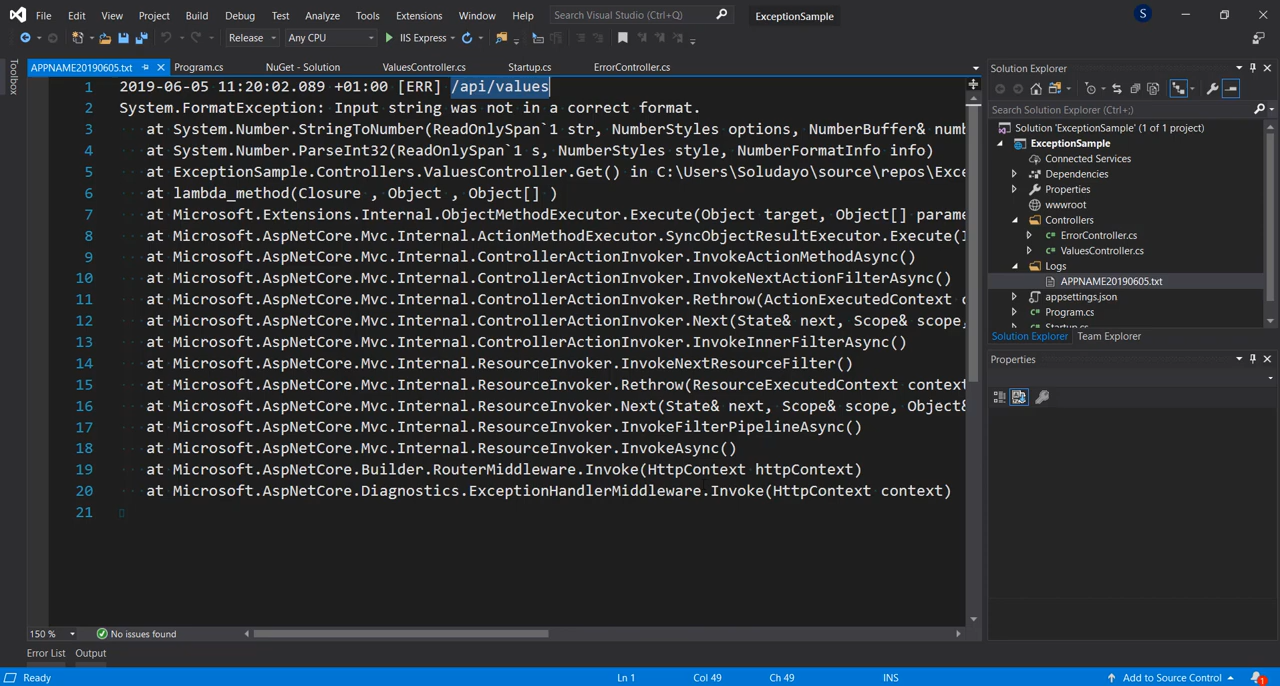 File Edit View Project Build Debug Test Analyze Tools Extensions Window Help Search Visual Studio (Ctrl+Q) ExceptionSample S
Release Any CPU IIS Express
Toolbox
APPNAME20190605.txt Program.cs NuGet - Solution ValuesController.cs Startup.cs ErrorController.cs
1 2019-06-05 11:20:02.089 +01:00 [ERR] /api/values
2 System.FormatException: Input string was not in a correct format.
3 at System.Number.StringToNumber(ReadOnlySpan`1 str, NumberStyles options, NumberBuffer& numb
4 at System.Number.ParseInt32(ReadOnlySpan`1 s, NumberStyles style, NumberFormatInfo info)
5 at ExceptionSample.Controllers.ValuesController.Get() in C:\Users\Soludayo\source\repos\Exce
6 at lambda_method(Closure , Object , Object[] )
7 at Microsoft.Extensions.Internal.ObjectMethodExecutor.Execute(Object target, Object[] parame
8 at Microsoft.AspNetCore.Mvc.Internal.ActionMethodExecutor.SyncObjectResultExecutor.Execute(I
9 at Microsoft.AspNetCore.Mvc.Internal.ControllerActionInvoker.InvokeActionMethodAsync()
10 at Microsoft.AspNetCore.Mvc.Internal.ControllerActionInvoker.InvokeNextActionFilterAsync()
11 at Microsoft.AspNetCore.Mvc.Internal.ControllerActionInvoker.Rethrow(ActionExecutedContext c
12 at Microsoft.AspNetCore.Mvc.Internal.ControllerActionInvoker.Next(State& next, Scope& scope,
13 at Microsoft.AspNetCore.Mvc.Internal.ControllerActionInvoker.InvokeInnerFilterAsync()
14 at Microsoft.AspNetCore.Mvc.Internal.ResourceInvoker.InvokeNextResourceFilter()
15 at Microsoft.AspNetCore.Mvc.Internal.ResourceInvoker.Rethrow(ResourceExecutedContext context
16 at Microsoft.AspNetCore.Mvc.Internal.ResourceInvoker.Next(State& next, Scope& scope, Object&
17 at Microsoft.AspNetCore.Mvc.Internal.ResourceInvoker.InvokeFilterPipelineAsync()
18 at Microsoft.AspNetCore.Mvc.Internal.ResourceInvoker.InvokeAsync()
19 at Microsoft.AspNetCore.Builder.RouterMiddleware.Invoke(HttpContext httpContext)
20 at Microsoft.AspNetCore.Diagnostics.ExceptionHandlerMiddleware.Invoke(HttpContext context)
21
150 % No issues found
Error List Output
Solution Explorer
Search Solution Explorer (Ctrl+;)
Solution 'ExceptionSample' (1 of 1 project)
ExceptionSample
Connected Services
Dependencies
Properties
wwwroot
Controllers
ErrorController.cs
ValuesController.cs
Logs
APPNAME20190605.txt
appsettings.json
Program.cs
Startup.cs
Solution Explorer Team Explorer
Properties
Ready Ln 1 Col 49 Ch 49 INS Add to Source Control 1